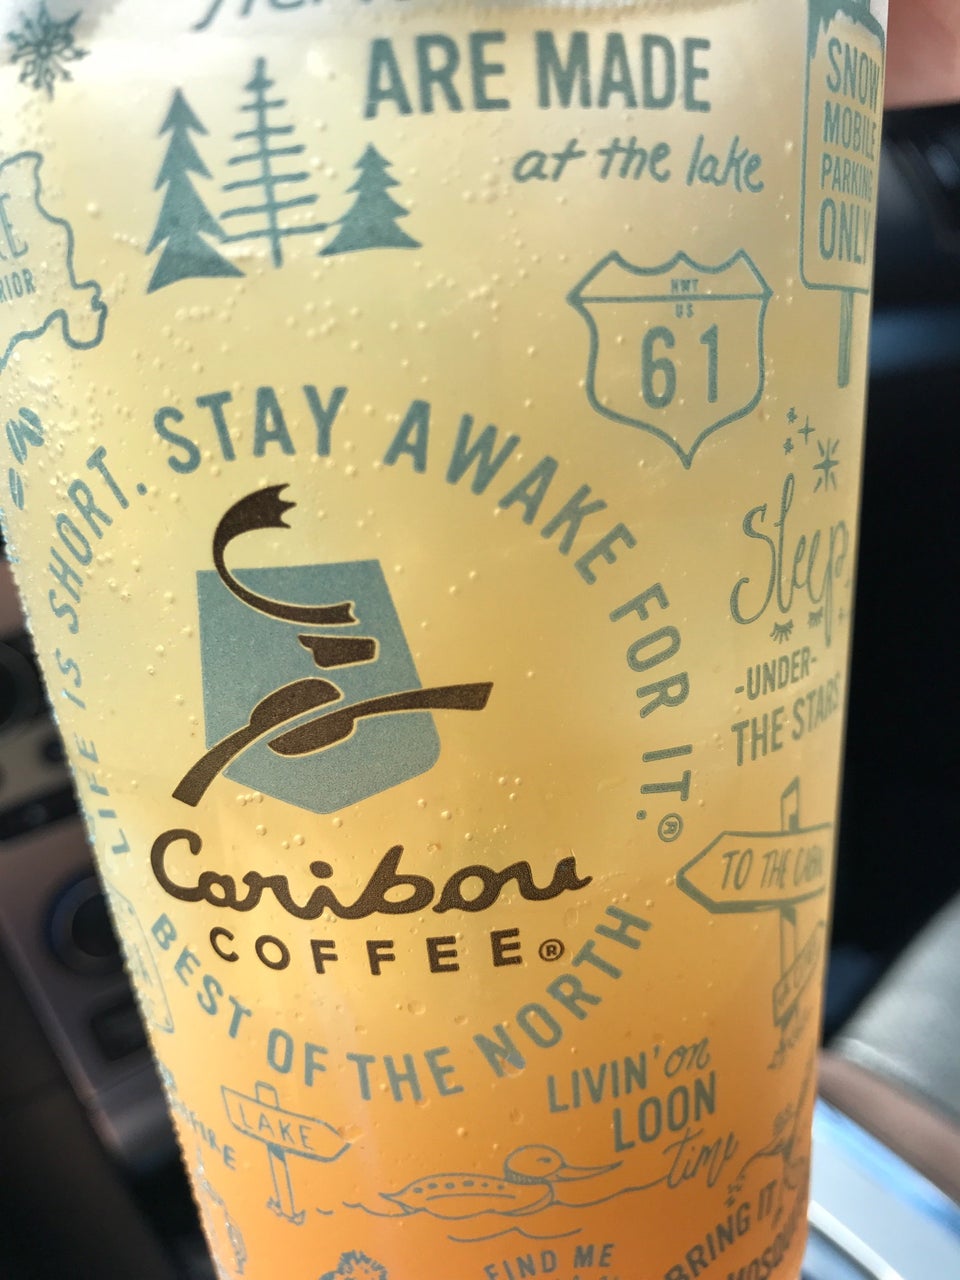 ARE MADE
at the lake
SNOW
MOBILE
PARKING
ONLY
HWY
US
61
LIFE IS SHORT. STAY AWAKE FOR IT.®
Sleep
-UNDER-
THE STARS
Caribou
COFFEE®
TO THE CABIN
BEST OF THE NORTH
LAKE
LIVIN' on
LOON
time
FIND ME
BRING IT